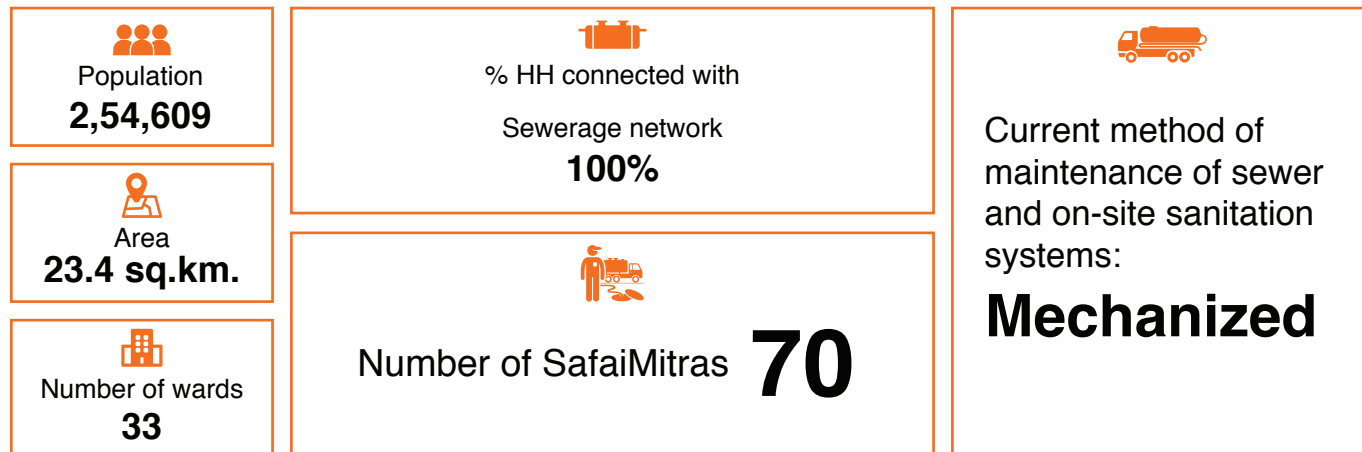 Population
2,54,609
Area
23.4 sq.km.
Number of wards
33
% HH connected with
Sewerage network
100%
Number of SafaiMitras 70
Current method of
maintenance of sewer
and on-site sanitation
systems:
Mechanized